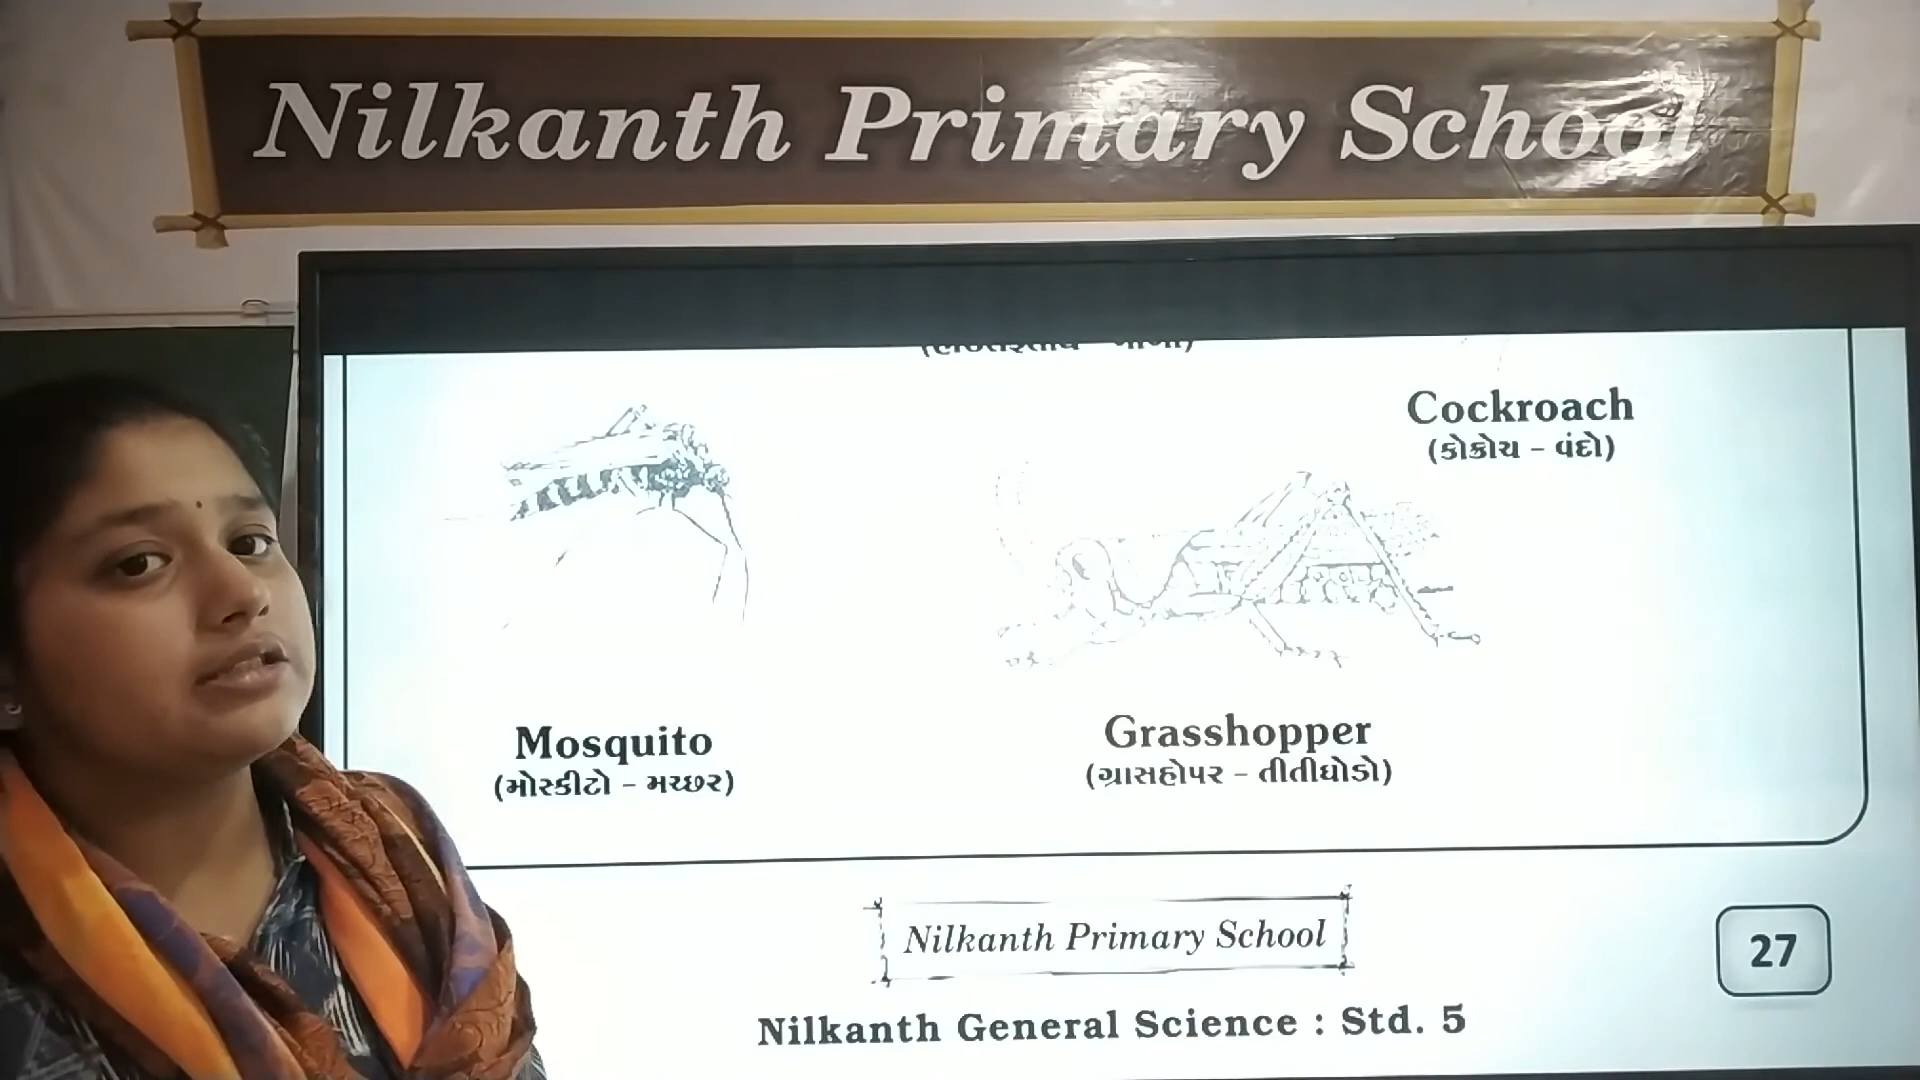 Nilkanth Primary School
Cockroach
(કોક્રોચ – વંદો)
Mosquito
(મોસ્કીટો – મચ્છર)
Grasshopper
(ગ્રાસહોપર – તીતીઘોડો)
Nilkanth Primary School
27
Nilkanth General Science : Std. 5